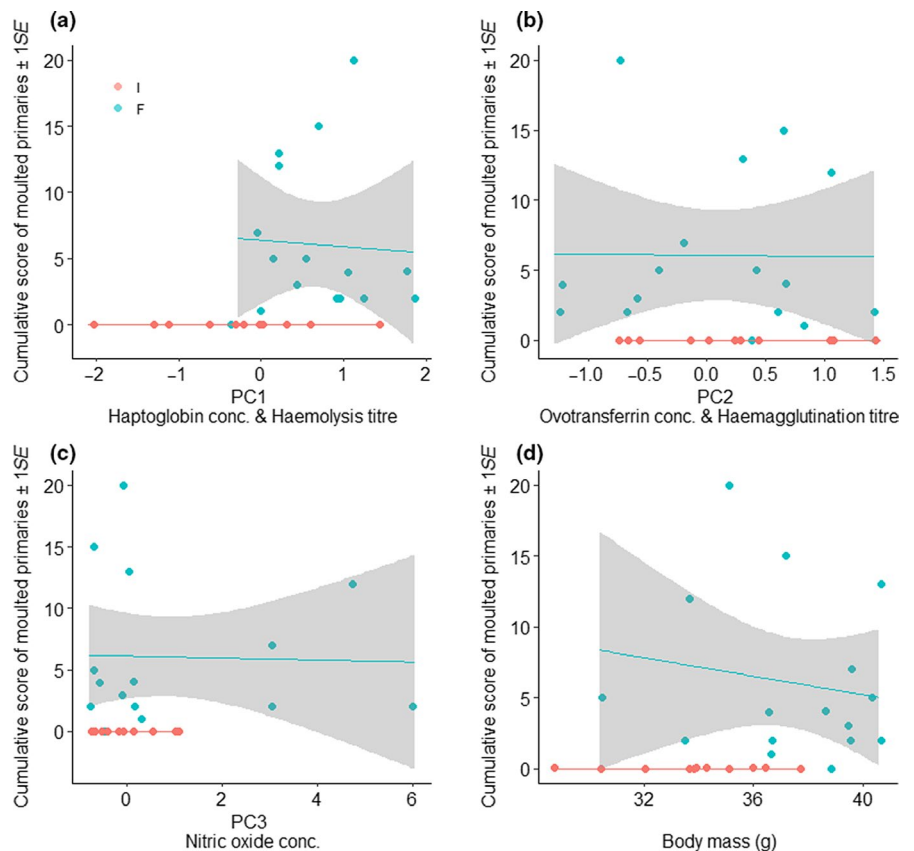 (a)
Cumulative score of moulted primaries ± 1SE
20
15
10
5
0
I
F
−2
−1
0
1
2
PC1
Haptoglobin conc. & Haemolysis titre
(b)
Cumulative score of moulted primaries ± 1SE
20
15
10
5
0
−1.0
−0.5
0.0
0.5
1.0
1.5
PC2
Ovotransferrin conc. & Haemagglutination titre
(c)
Cumulative score of moulted primaries ± 1SE
20
15
10
5
0
0
2
4
6
PC3
Nitric oxide conc.
(d)
Cumulative score of moulted primaries ± 1SE
20
15
10
5
0
32
36
40
Body mass (g)